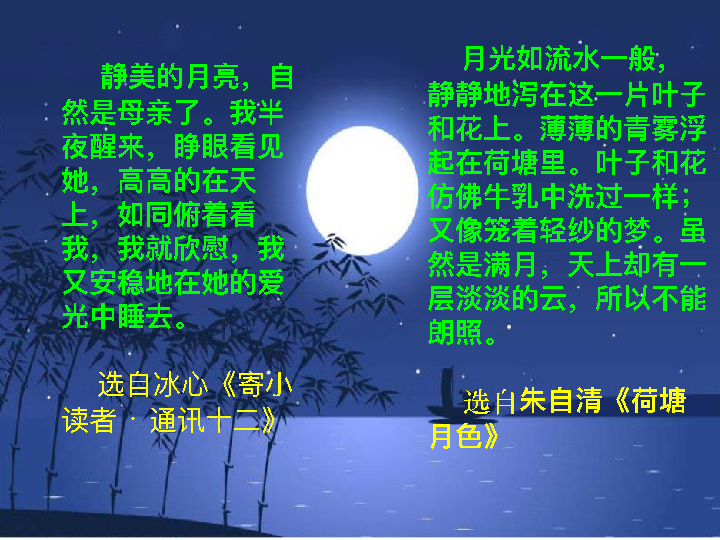 静美的月亮，自
然是母亲了。我半
夜醒来，睁眼看见
她，高高的在天
上，如同俯着看
我，我就欣慰，我
又安稳地在她的爱
光中睡去。
选自冰心《寄小
读者 · 通讯十二》
月光如流水一般，
静静地泻在这一片叶子
和花上。薄薄的青雾浮
起在荷塘里。叶子和花
仿佛牛乳中洗过一样；
又像笼着轻纱的梦。虽
然是满月，天上却有一
层淡淡的云，所以不能
朗照。
选自朱自清《荷塘
月色》